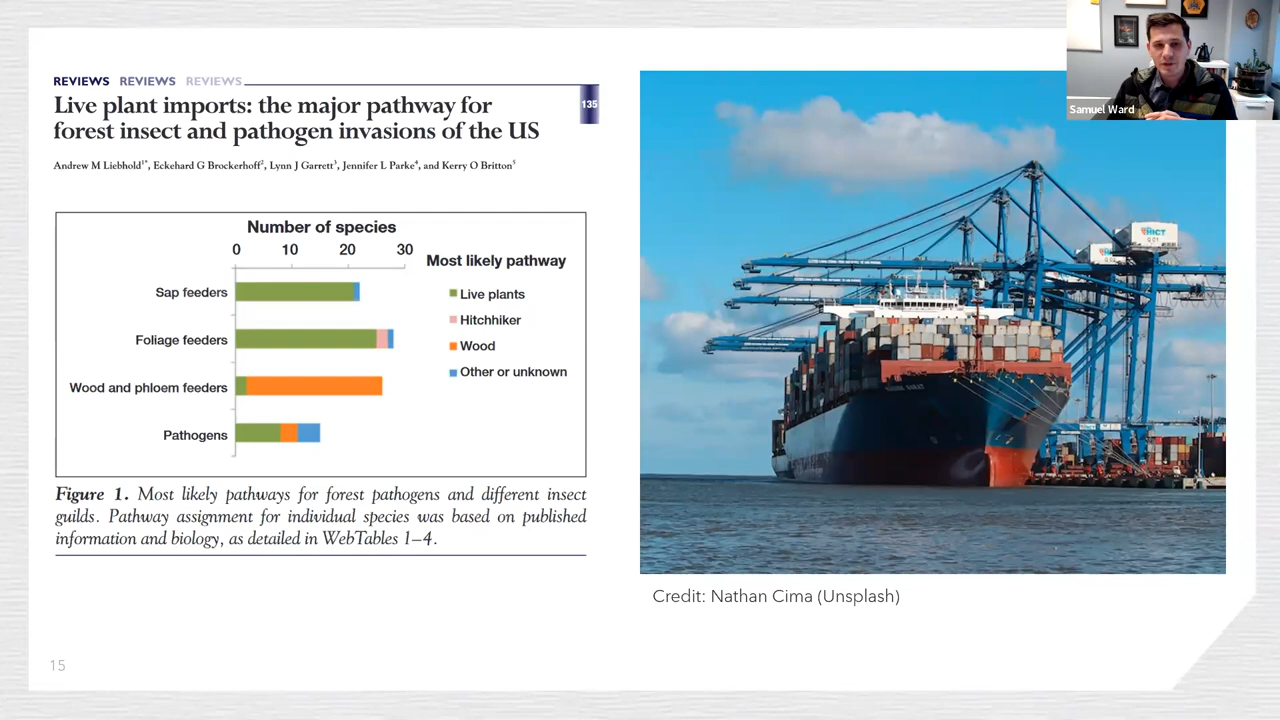 REVIEWS REVIEWS REVIEWS
135
Live plant imports: the major pathway for
forest insect and pathogen invasions of the US
Andrew M Liebhold1*, Eckehard G Brockerhoff2, Lynn J Garrett3, Jennifer L Parke4, and Kerry O Britton5
Number of species
0 10 20 30
Most likely pathway
Sap feeders
Foliage feeders
Wood and phloem feeders
Pathogens
Live plants
Hitchhiker
Wood
Other or unknown
Figure 1. Most likely pathways for forest pathogens and different insect
guilds. Pathway assignment for individual species was based on published
information and biology, as detailed in WebTables 1–4.
Samuel Ward
Credit: Nathan Cima (Unsplash)
15